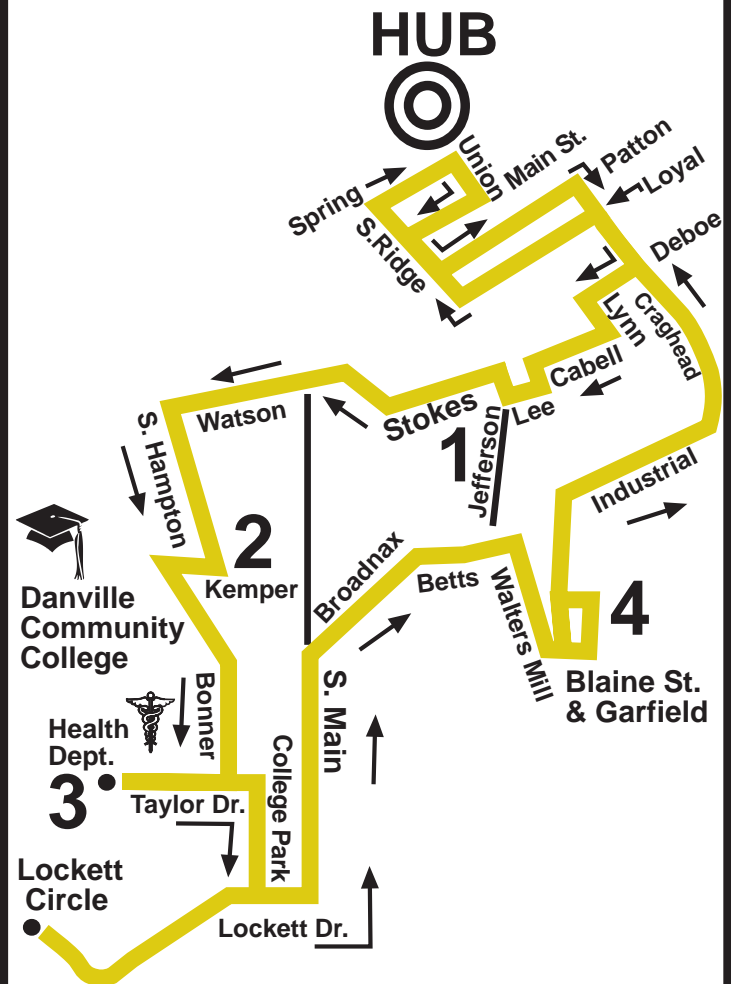 HUB
Union
Main St.
Patton
Loyal
Spring
S.Ridge
Deboe
Lynn
Craghead
Cabell
Lee
Stokes
Watson
1
Jefferson
S. Hampton
Industrial
2
Kemper
Broadnax
Betts
Walters Mill
4
Danville
Community
College
Blaine St.
& Garfield
Bonner
S. Main
Health
Dept.
3
College Park
Taylor Dr.
Lockett
Circle
Lockett Dr.